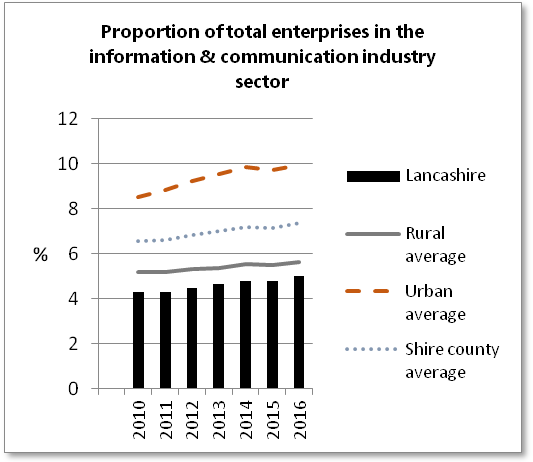 Proportion of total enterprises in the
information & communication industry
sector
12
10
8
6
4
2
0
%
2010
2011
2012
2013
2014
2015
2016
Lancashire
Rural
average
Urban
average
Shire county
average